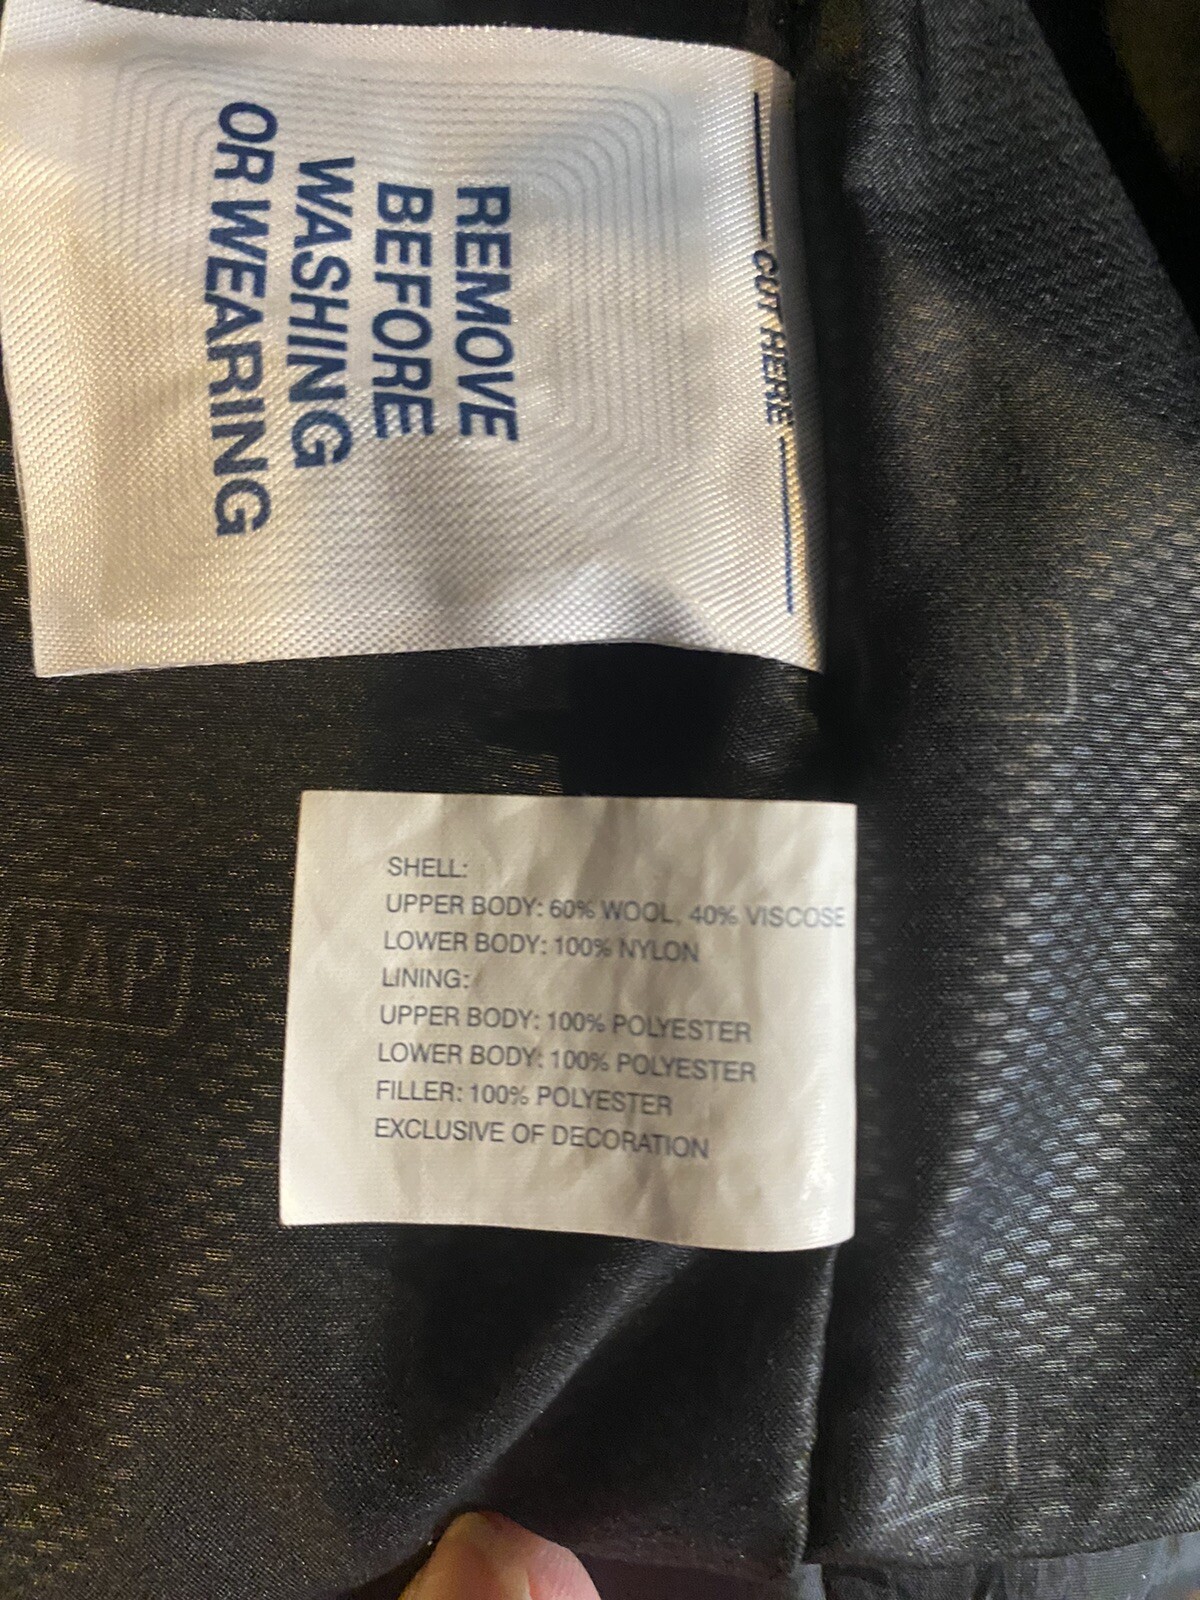 CUT HERE
REMOVE
BEFORE
WASHING
OR WEARING
SHELL:
UPPER BODY: 60% WOOL, 40% VISCOSE
LOWER BODY: 100% NYLON
LINING:
UPPER BODY: 100% POLYESTER
LOWER BODY: 100% POLYESTER
FILLER: 100% POLYESTER
EXCLUSIVE OF DECORATION
GAP
P